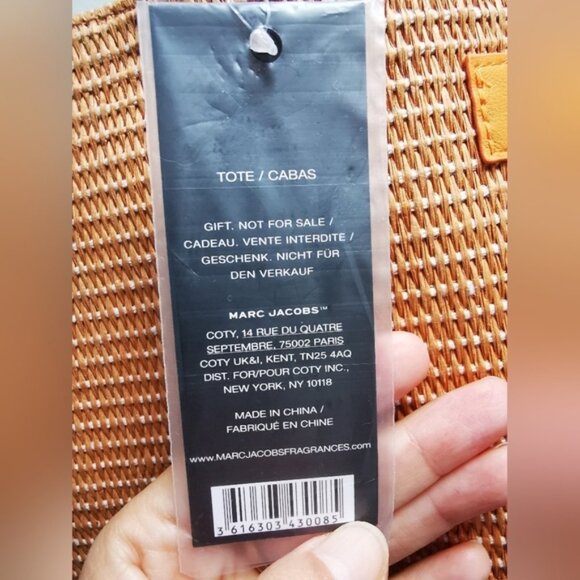 TOTE / CABAS
GIFT. NOT FOR SALE /
CADEAU. VENTE INTERDITE /
GESCHENK. NICHT FÜR
DEN VERKAUF
MARC JACOBS™
COTY, 14 RUE DU QUATRE
SEPTEMBRE, 75002 PARIS
COTY UK&I, KENT, TN25 4AQ
DIST. FOR/POUR COTY INC.,
NEW YORK, NY 10118
MADE IN CHINA /
FABRIQUÉ EN CHINE
www.MARCJACOBSFRAGRANCES.com
3 616303 430085